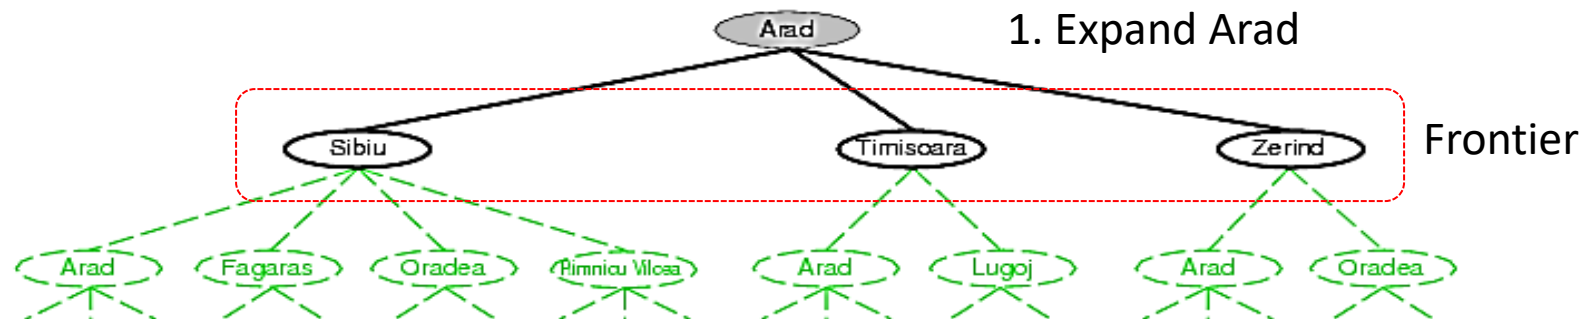 Arad
1. Expand Arad
Sibiu
Timisoara
Zerind
Frontier
Arad
Fagaras
Oradea
Rimnicu Vilcea
Arad
Lugoj
Arad
Oradea